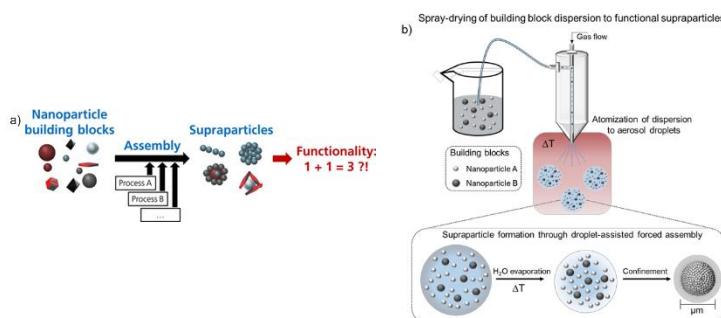 a)
Nanoparticle
building blocks
Assembly
Process A
Process B
...
Supraparticles
Functionality:
1 + 1 = 3 ?!
b)
Spray-drying of building block dispersion to functional supraparticles
Gas flow
Atomization of dispersion
to aerosol droplets
ΔT
Building blocks
Nanoparticle A
Nanoparticle B
Supraparticle formation through droplet-assisted forced assembly
H₂O evaporation
ΔT
Confinement
µm